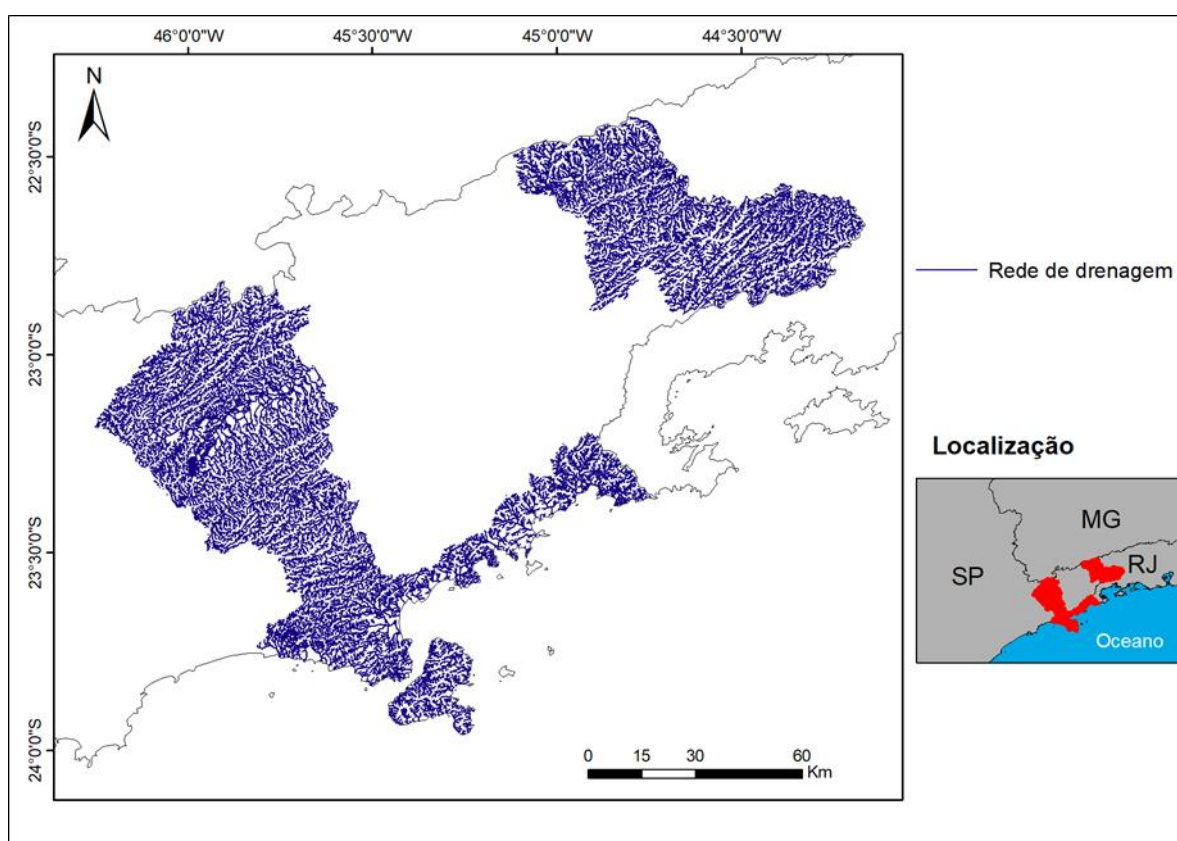 46°0'0"W 45°30'0"W 45°0'0"W 44°30'0"W
N
22°30'0"S
23°0'0"S
23°30'0"S
24°0'0"S
0 15 30 60
Km
Rede de drenagem
Localização
MG
SP
RJ
Oceano